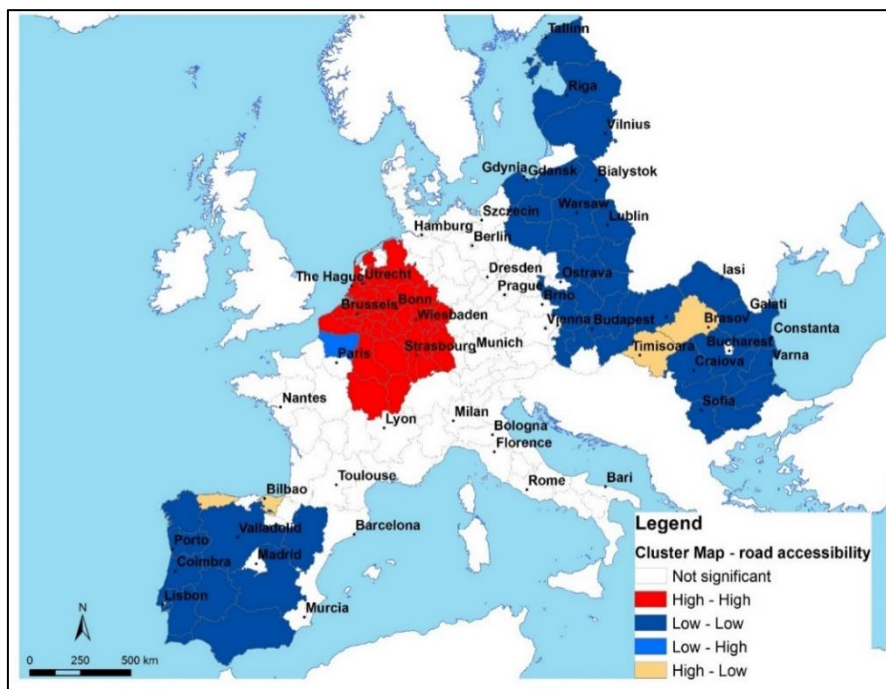 Tallinn
Riga
Vilnius
Gdynia
Gdansk
Bialystok
Szczecin
Warsaw
Lublin
Hamburg
Berlin
The Hague
Utrecht
Dresden
Ostrava
Iasi
Prague
Brno
Brussels
Bonn
Wiesbaden
Vienna
Budapest
Brasov
Galati
Constanta
Paris
Strasbourg
Munich
Timisoara
Bucharest
Craiova
Varna
Nantes
Sofia
Lyon
Milan
Bologna
Florence
Toulouse
Rome
Bari
Bilbao
Valladolid
Barcelona
Porto
Madrid
Coimbra
Lisbon
Murcia
Legend
Cluster Map - road accessibility
Not significant
High - High
Low - Low
Low - High
High - Low
N
0 250 500 km